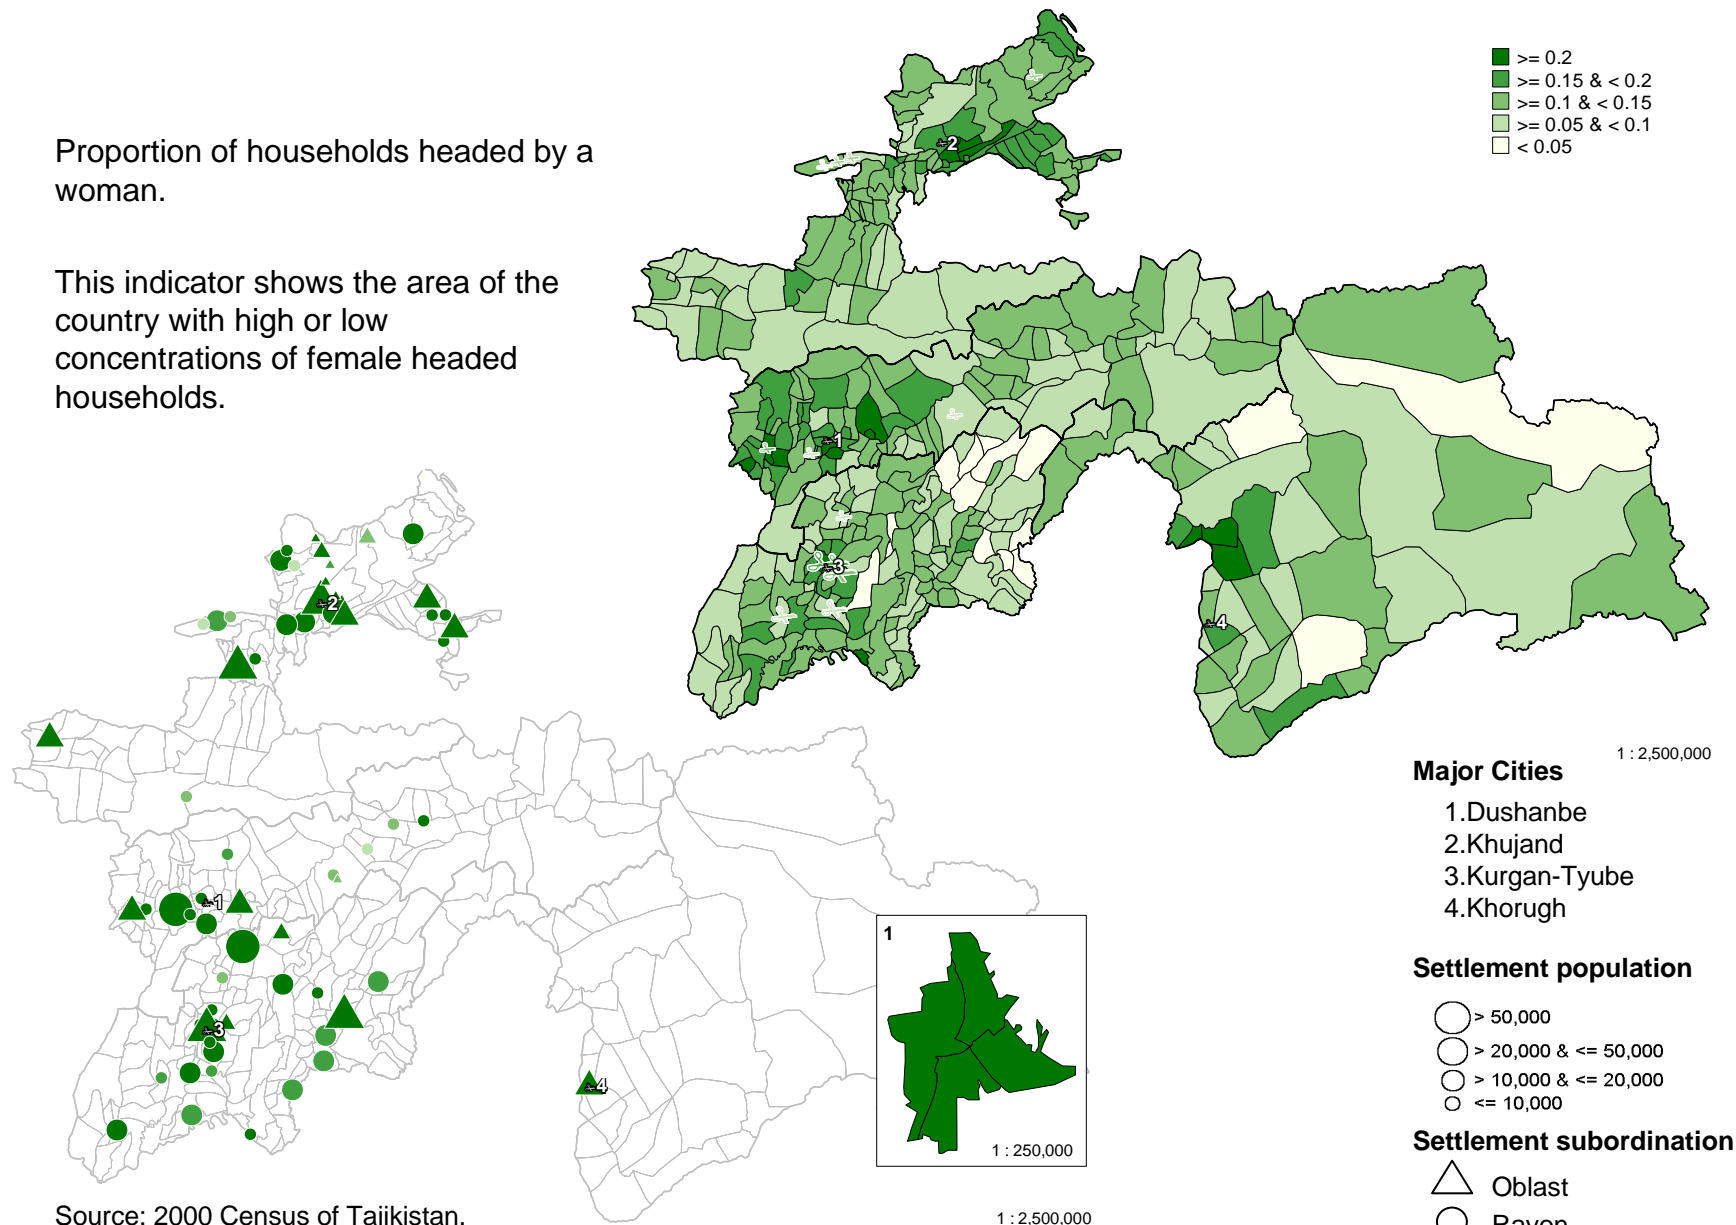 Proportion of households headed by a
woman.
This indicator shows the area of the
country with high or low
concentrations of female headed
households.
>= 0.2
>= 0.15 & < 0.2
>= 0.1 & < 0.15
>= 0.05 & < 0.1
< 0.05
2
1
3
4
1 : 2,500,000
Major Cities
1.Dushanbe
2.Khujand
3.Kurgan-Tyube
4.Khorugh
Settlement population
> 50,000
> 20,000 & <= 50,000
> 10,000 & <= 20,000
<= 10,000
Settlement subordination
Oblast
Rayon
2
1
3
4
1
1 : 250,000
1 : 2,500,000
Source: 2000 Census of Tajikistan.